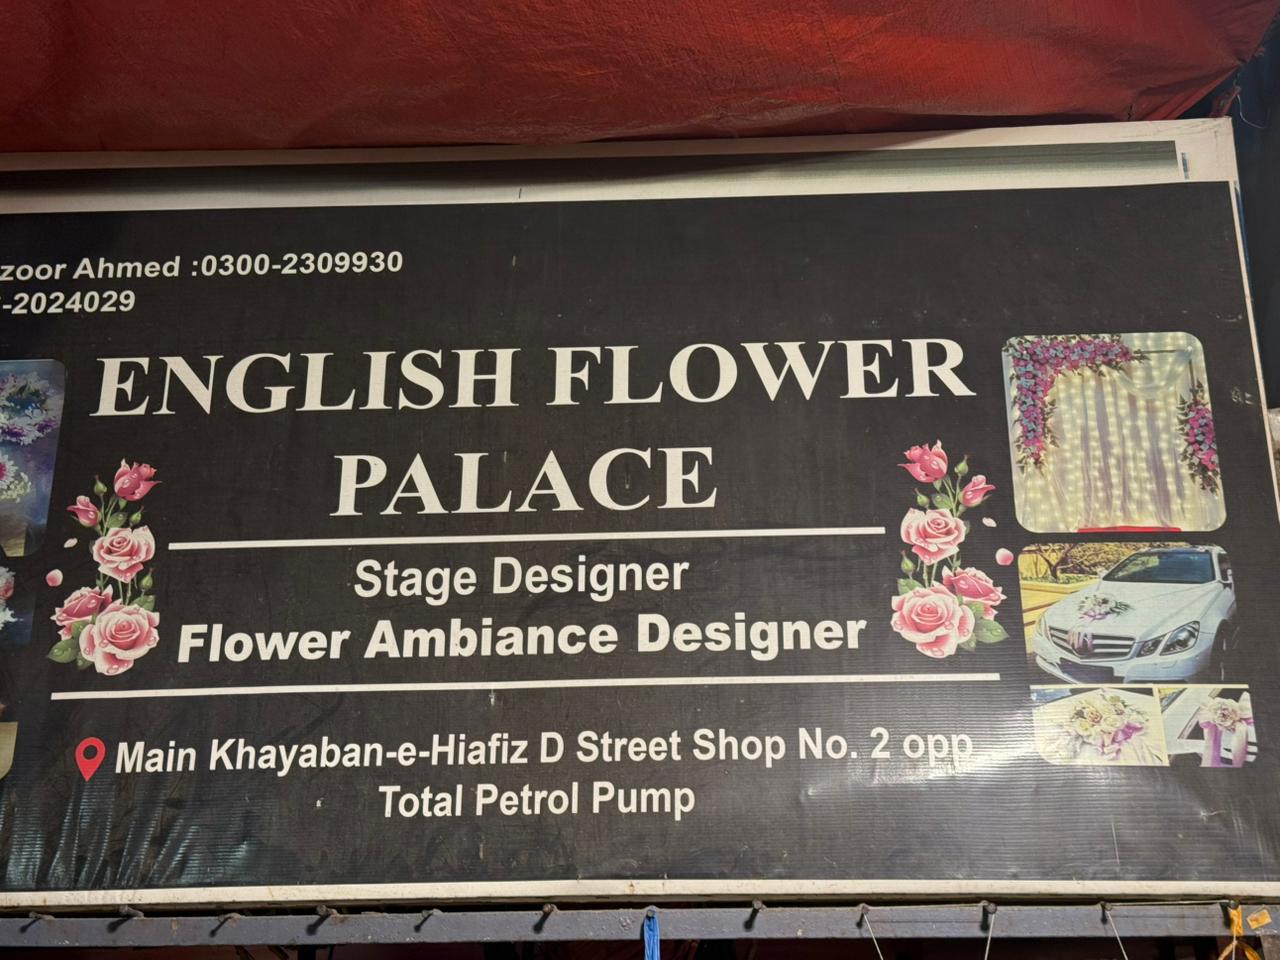 zoor Ahmed :0300-2309930
-2024029
ENGLISH FLOWER
PALACE
Stage Designer
Flower Ambiance Designer
Main Khayaban-e-Hiafiz D Street Shop No. 2 opp
Total Petrol Pump